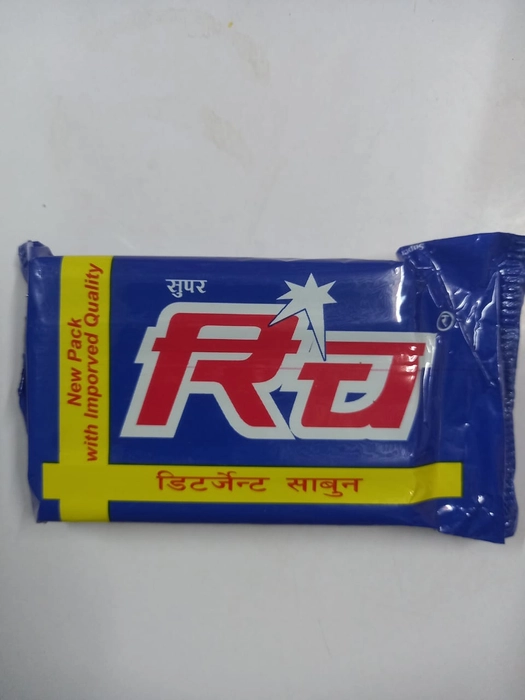 New Pack
with Imporved Quality
सुपर
रिच
डिटर्जेन्ट साबुन